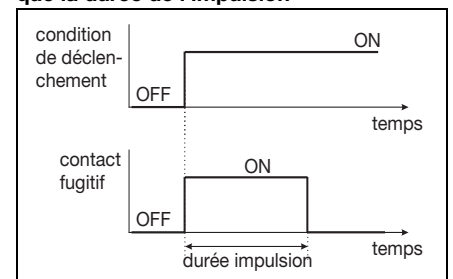 que la durée de l'impulsion
condition
de déclen-
chement
ON
OFF
temps
contact
fugitif
ON
OFF
durée impulsion
temps